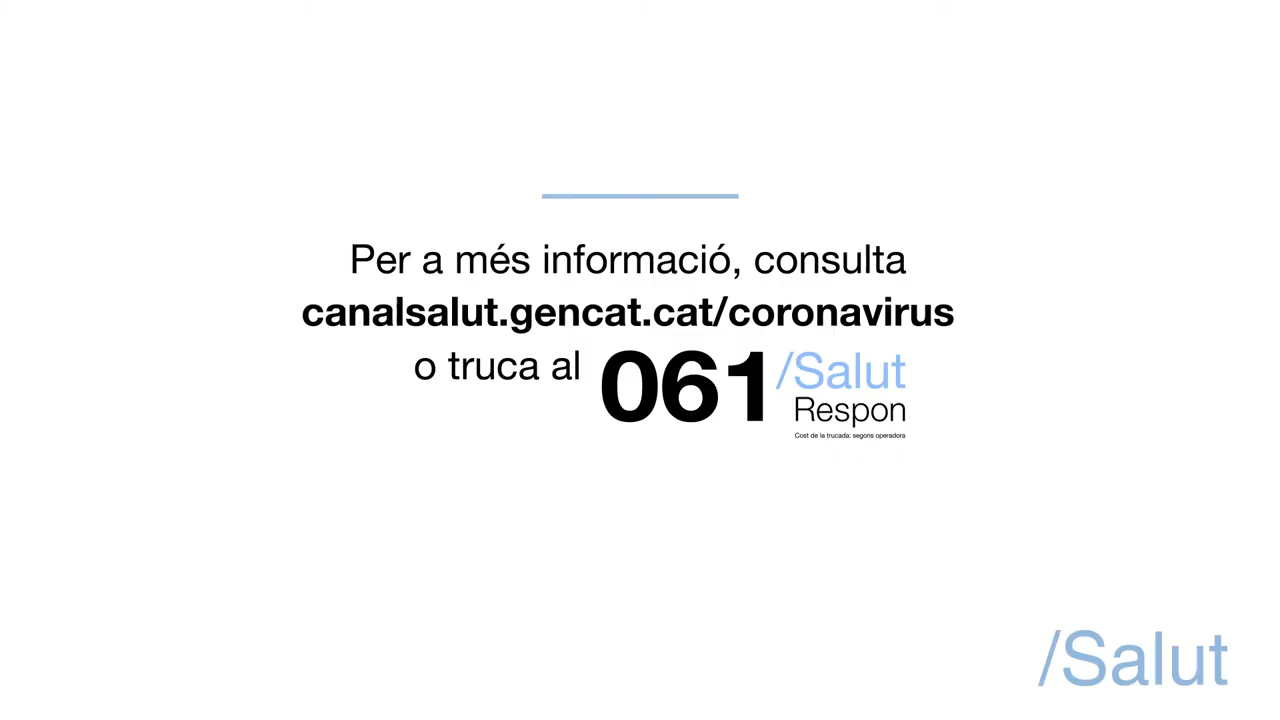 Per a més informació, consulta
canalsalut.gencat.cat/coronavirus
o truca al 061 /Salut
Respon
Cost de la trucada: segons operadora
/Salut